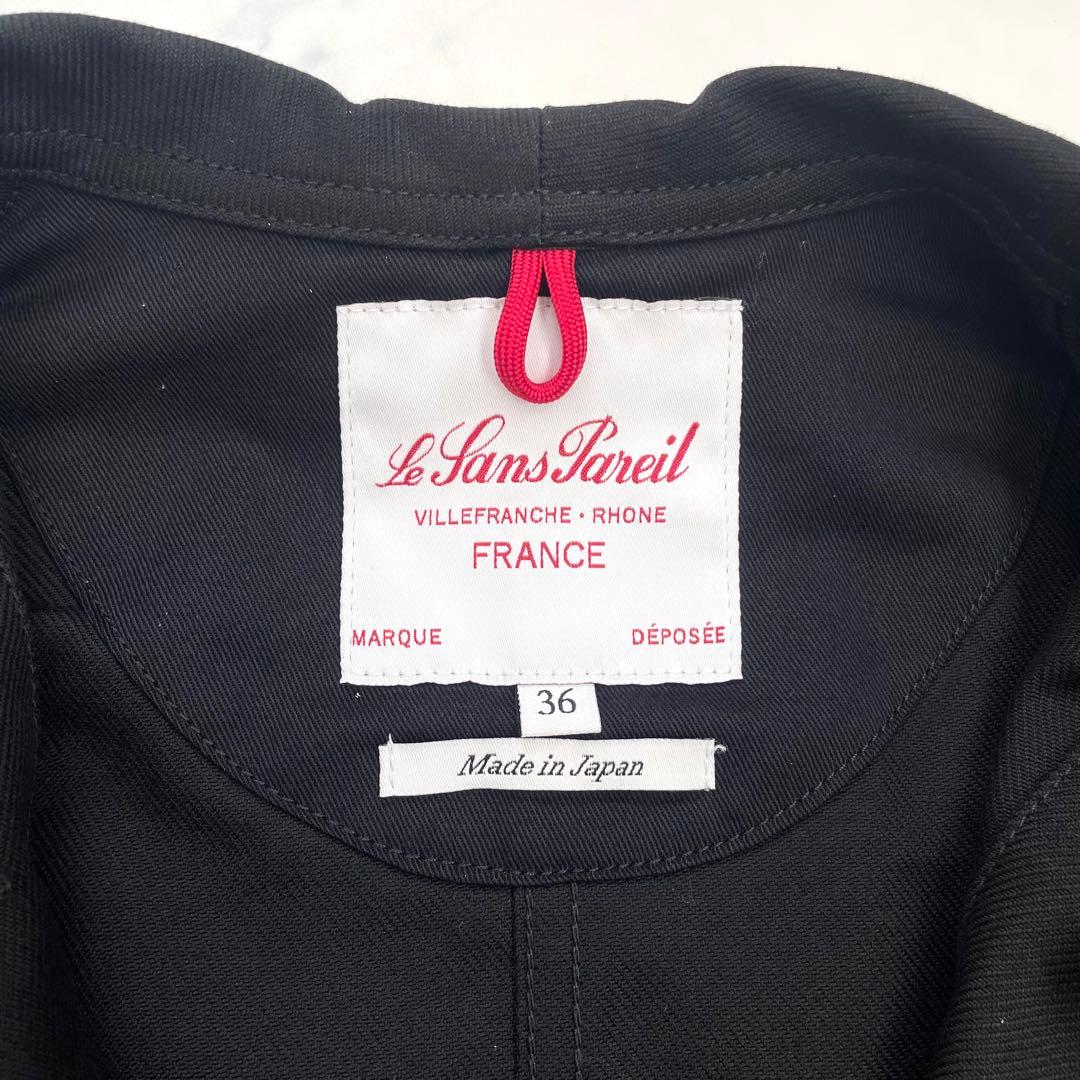 Le Sans Pareil
VILLEFRANCHE · RHONE
FRANCE
MARQUE DÉPOSÉE
36
Made in Japan